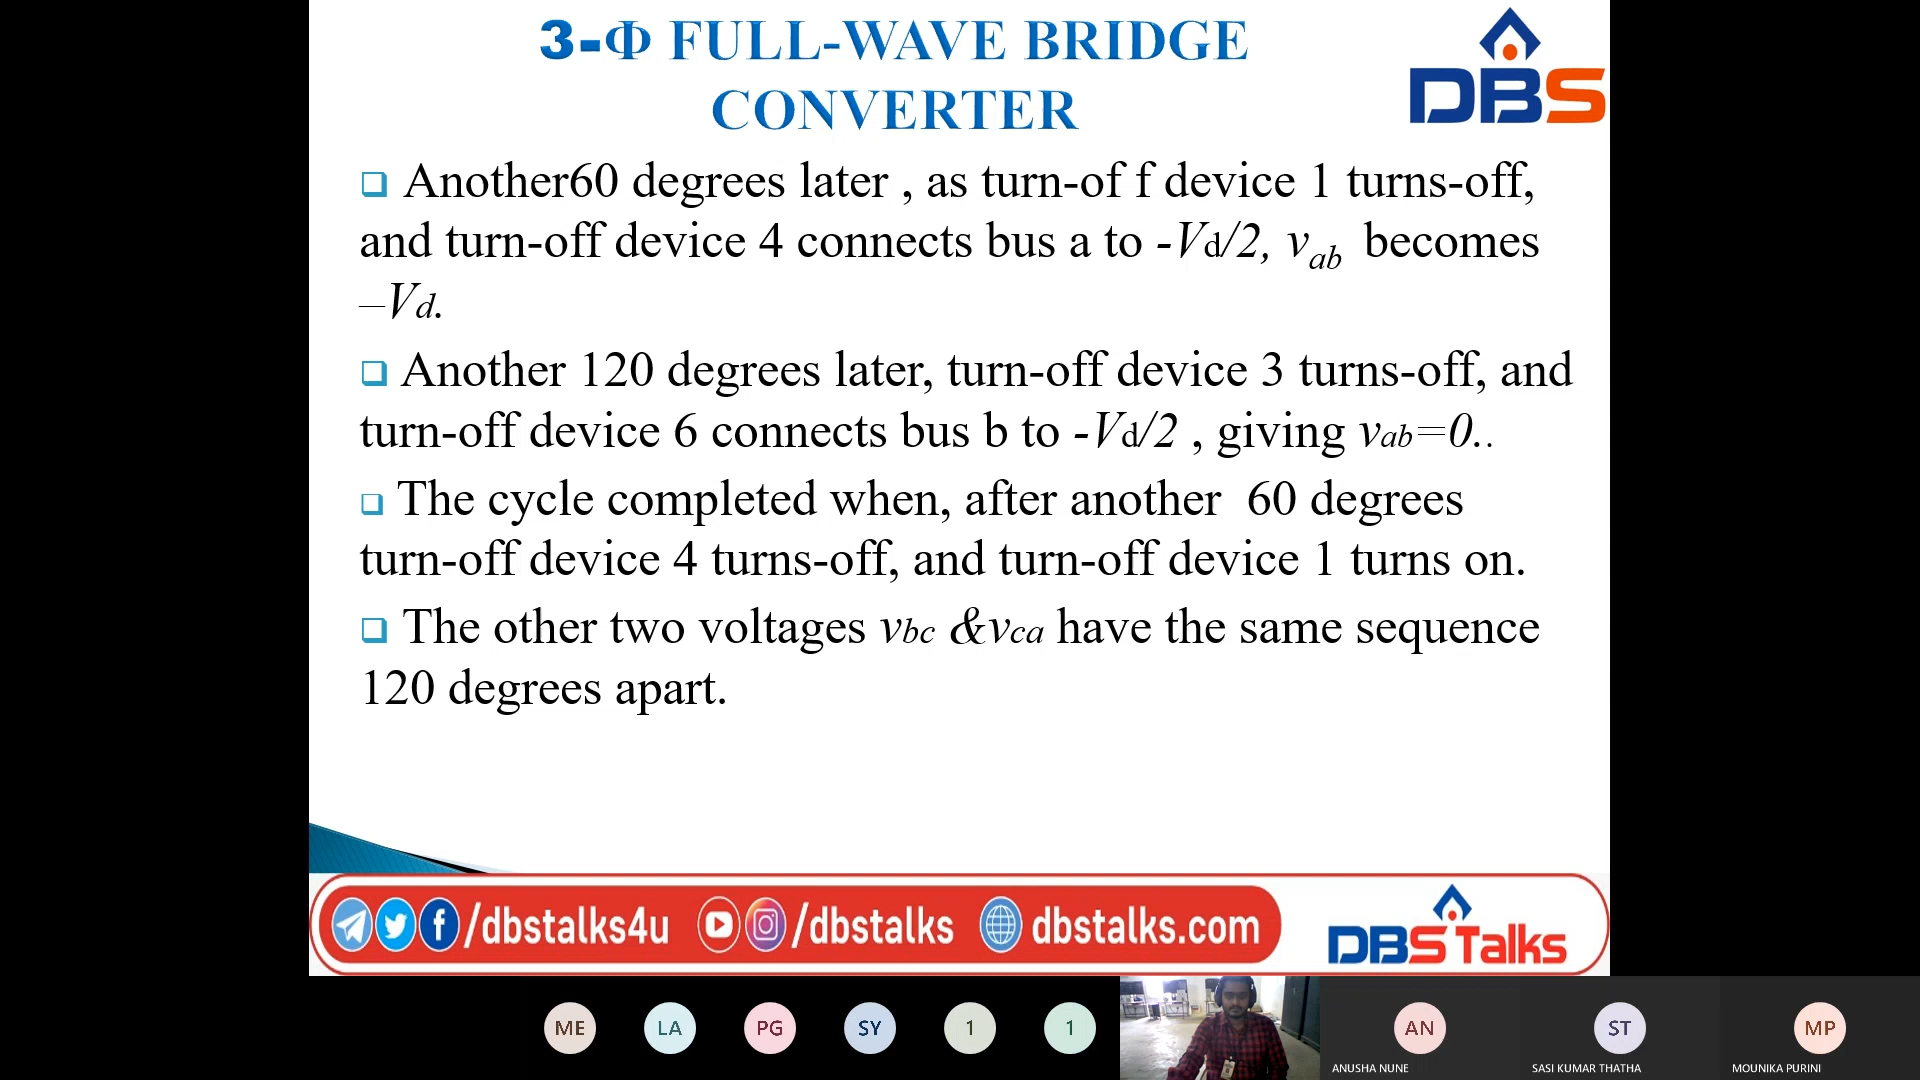 3-Φ FULL-WAVE BRIDGE
CONVERTER
DBS
Another60 degrees later , as turn-of f device 1 turns-off,
and turn-off device 4 connects bus a to -Vd/2, vab becomes
–Vd.
Another 120 degrees later, turn-off device 3 turns-off, and
turn-off device 6 connects bus b to -Vd/2 , giving vab=0..
The cycle completed when, after another 60 degrees
turn-off device 4 turns-off, and turn-off device 1 turns on.
The other two voltages vbc &vca have the same sequence
120 degrees apart.
/dbstalks4u /dbstalks dbstalks.com
DBS Talks
ME LA PG SY 1 1 AN ST MP
ANUSHA NUNE SASI KUMAR THATHA MOUNIKA PURINI